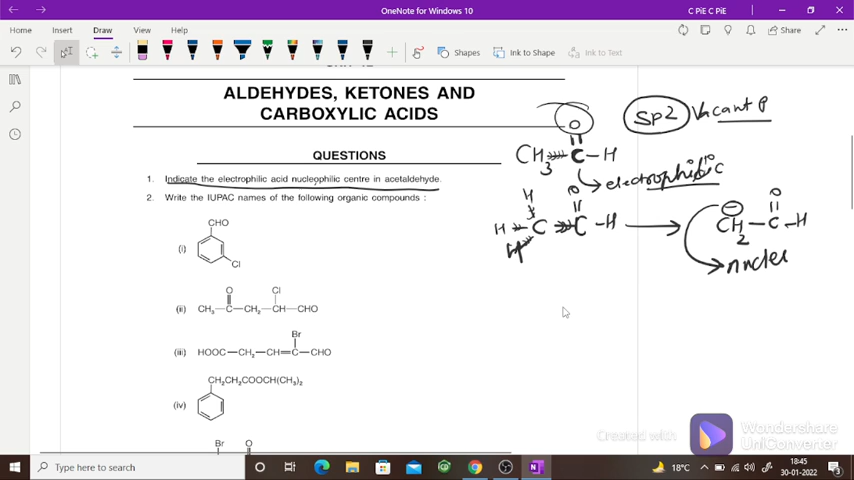 OneNote for Windows 10
C PiE C PiE
Home
Insert
Draw
View
Help
Share
Shapes
Ink to Shape
Ink to Text
ALDEHYDES, KETONES AND
CARBOXYLIC ACIDS
QUESTIONS
1. Indicate the electrophilic acid nucleophilic centre in acetaldehyde.
2. Write the IUPAC names of the following organic compounds :
(i)
CHO
Cl
(ii)
O Cl
CH₃—C—CH₂—CH—CHO
(iii)
Br
HOOC—CH₂—CH=C—CHO
(iv)
CH₂CH₂COOCH(CH₃)₂
Br O
SP2 Vacant P
O
CH3 C—H
electrophilic
H O
H C C—H
H
⊖ O
CH2—C—H
nucleo
Created with
Wondershare
UniConverter
Type here to search
18°C
18:45
30-01-2022
3